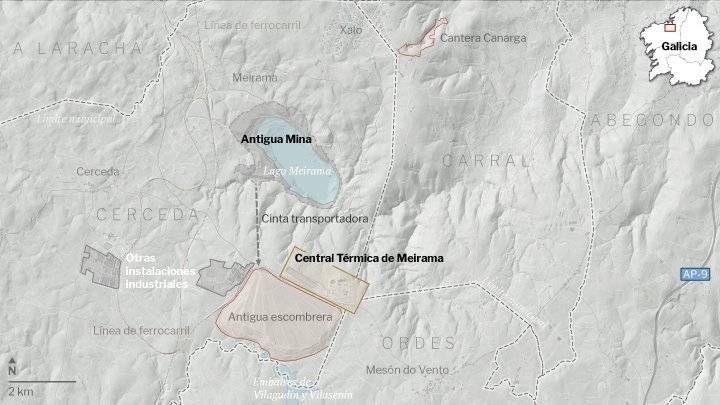 Línea de ferrocarril
Xalo
Cantera Canarga
Galicia
A LARACHA
Meirama
Límite municipal
ABEGONDO
Antigua Mina
CARRAL
Lago Meirama
Cerceda
CERCEDA
Cinta transportadora
Otras
instalaciones
industriales
Central Térmica de Meirama
AP-9
Antigua escombrera
Línea de ferrocarril
ORDES
Mesón do Vento
N
2 km
Embalses de
Vilagudín y Vilasenín